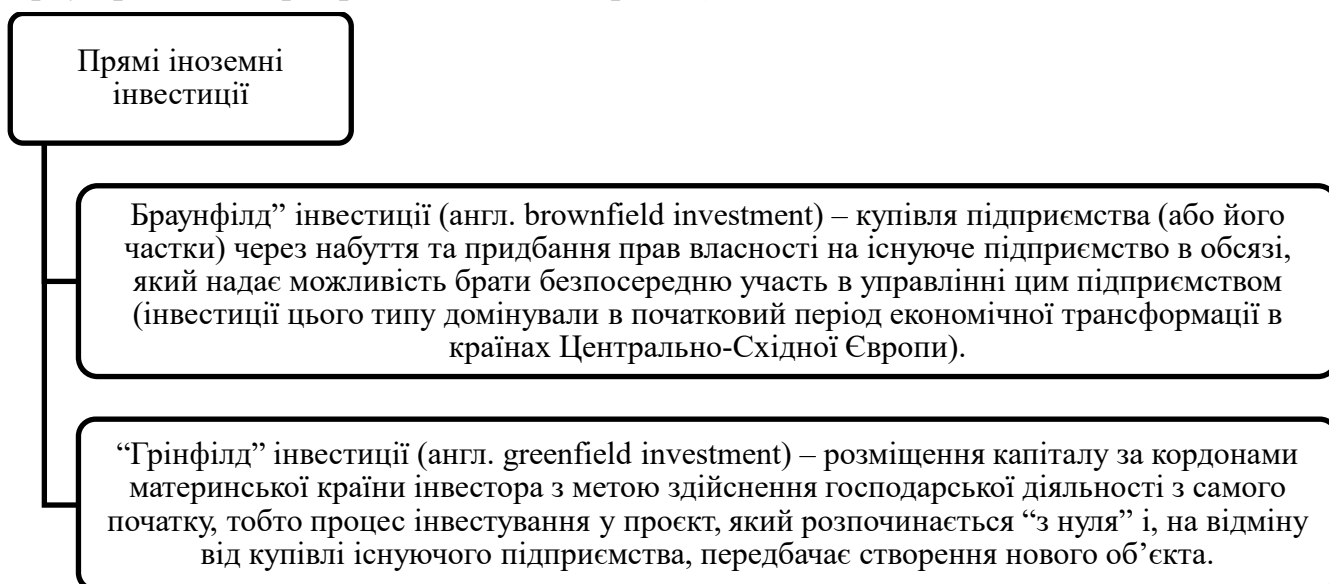 Прямі іноземні
інвестиції
Браунфілд” інвестиції (англ. brownfield investment) – купівля підприємства (або його
частки) через набуття та придбання прав власності на існуюче підприємство в обсязі,
який надає можливість брати безпосередню участь в управлінні цим підприємством
(інвестиції цього типу домінували в початковий період економічної трансформації в
країнах Центрально-Східної Європи).
“Грінфілд” інвестиції (англ. greenfield investment) – розміщення капіталу за кордонами
материнської країни інвестора з метою здійснення господарської діяльності з самого
початку, тобто процес інвестування у проєкт, який розпочинається “з нуля” і, на відміну
від купівлі існуючого підприємства, передбачає створення нового об’єкта.